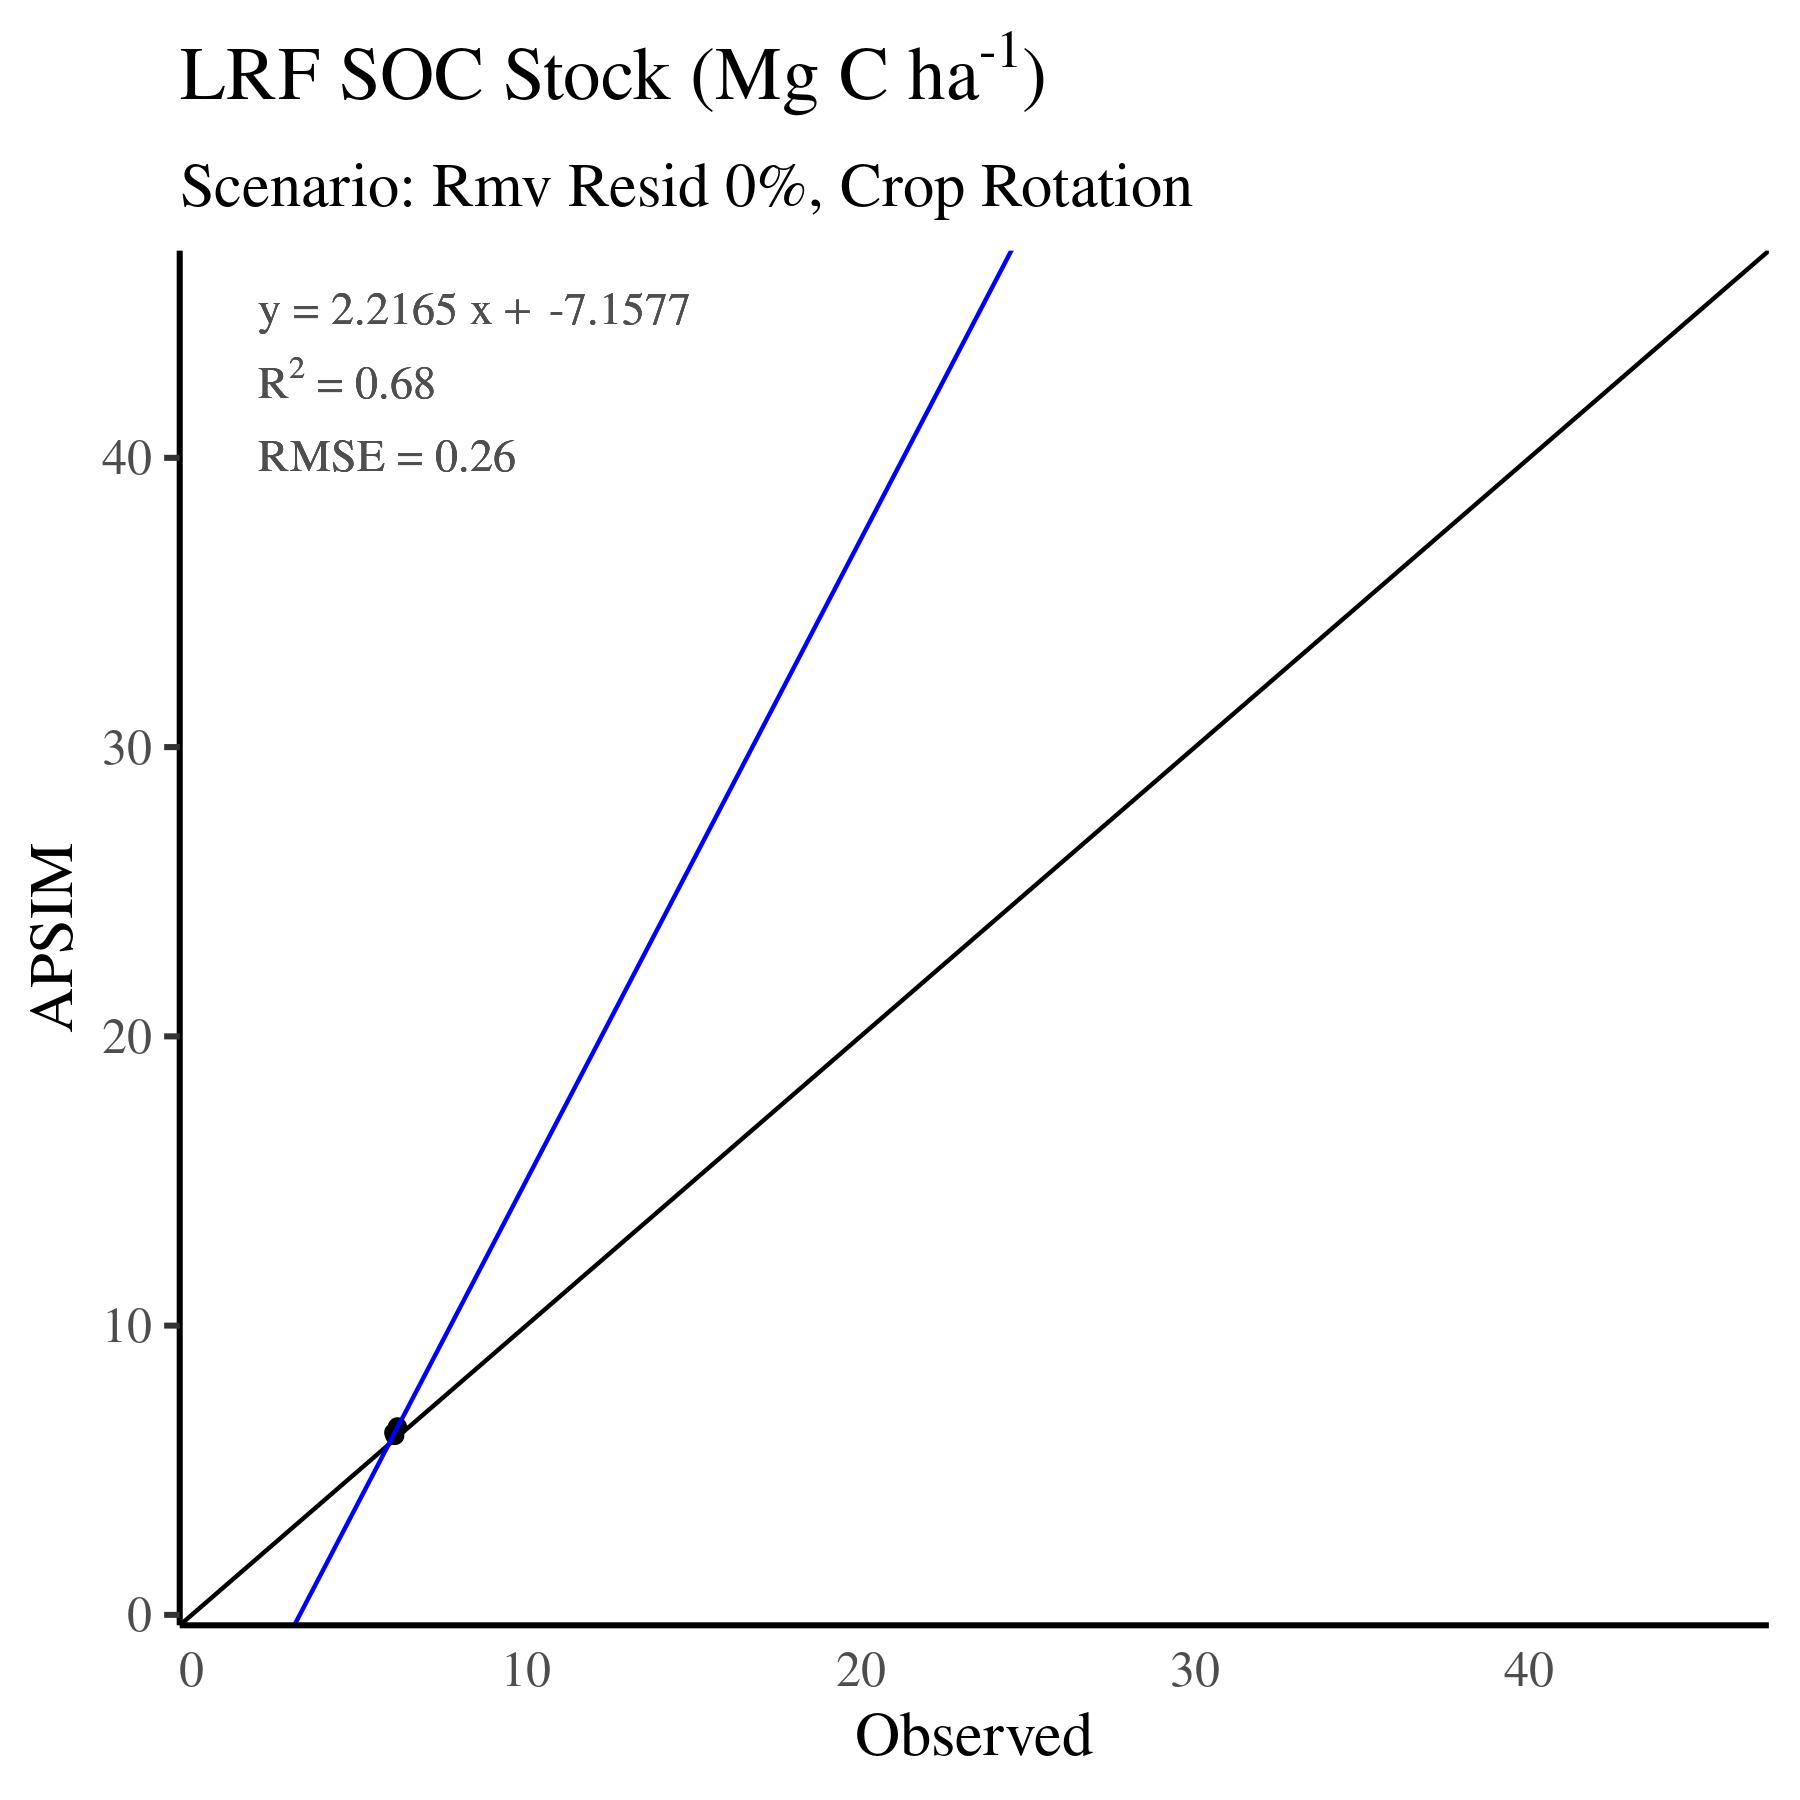 LRF SOC Stock (Mg C ha⁻¹)
Scenario: Rmv Resid 0%, Crop Rotation
y = 2.2165 x + -7.1577
R² = 0.68
RMSE = 0.26
40
30
20
10
0
APSIM
0 10 20 30 40
Observed